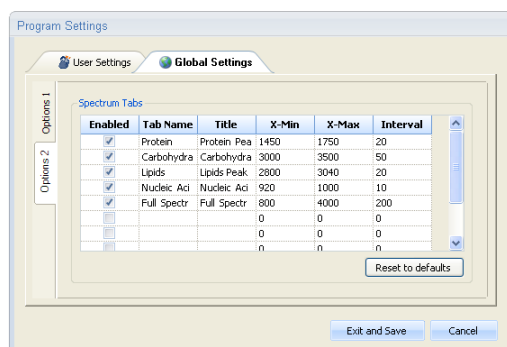 Program Settings
User Settings
Global Settings
Options 1
Options 2
Spectrum Tabs
Enabled Tab Name Title X-Min X-Max Interval
Protein Protein Pea 1450 1750 20
Carbohydra Carbohydra 3000 3500 50
Lipids Lipids Peak 2800 3040 20
Nucleic Aci Nucleic Aci 920 1000 10
Full Spectr Full Spectr 800 4000 200
0 0 0
0 0 0
0 0 0
Reset to defaults
Exit and Save
Cancel